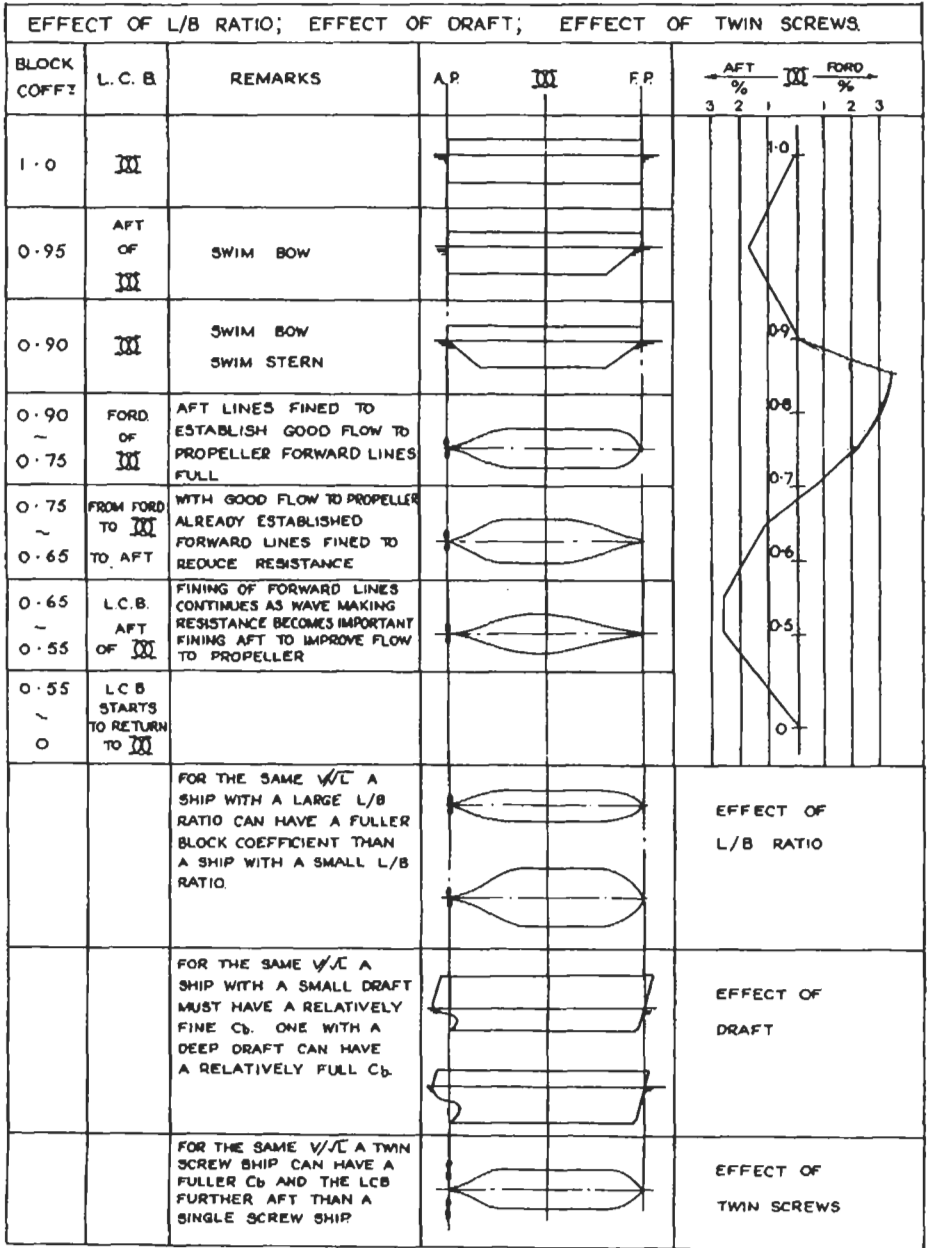 EFFECT OF L/B RATIO; EFFECT OF DRAFT; EFFECT OF TWIN SCREWS.
BLOCK
COFFT
L. C. B.
REMARKS
A.P.
F.P.
AFT
%
FORD
%
3 2 1 1 2 3
1.0
0.95
AFT
OF
SWIM BOW
0.90
SWIM BOW
SWIM STERN
0.90
~
0.75
FORD.
OF
AFT LINES FINED TO
ESTABLISH GOOD FLOW TO
PROPELLER FORWARD LINES
FULL
0.75
~
0.65
FROM FORD
TO
TO AFT
WITH GOOD FLOW TO PROPELLER
ALREADY ESTABLISHED
FORWARD LINES FINED TO
REDUCE RESISTANCE
0.65
~
0.55
L.C.B.
AFT
OF
FINING OF FORWARD LINES
CONTINUES AS WAVE MAKING
RESISTANCE BECOMES IMPORTANT
FINING AFT TO IMPROVE FLOW
TO PROPELLER
0.55
~
0
L C B
STARTS
TO RETURN
TO
1.0
0.9
0.8
0.7
0.6
0.5
0
FOR THE SAME V/√L A
SHIP WITH A LARGE L/B
RATIO CAN HAVE A FULLER
BLOCK COEFFICIENT THAN
A SHIP WITH A SMALL L/B
RATIO.
EFFECT OF
L/B RATIO
FOR THE SAME V/√L A
SHIP WITH A SMALL DRAFT
MUST HAVE A RELATIVELY
FINE Cb. ONE WITH A
DEEP DRAFT CAN HAVE
A RELATIVELY FULL Cb.
EFFECT OF
DRAFT
FOR THE SAME V/√L A TWIN
SCREW SHIP CAN HAVE A
FULLER Cb AND THE LCB
FURTHER AFT THAN A
SINGLE SCREW SHIP.
EFFECT OF
TWIN SCREWS